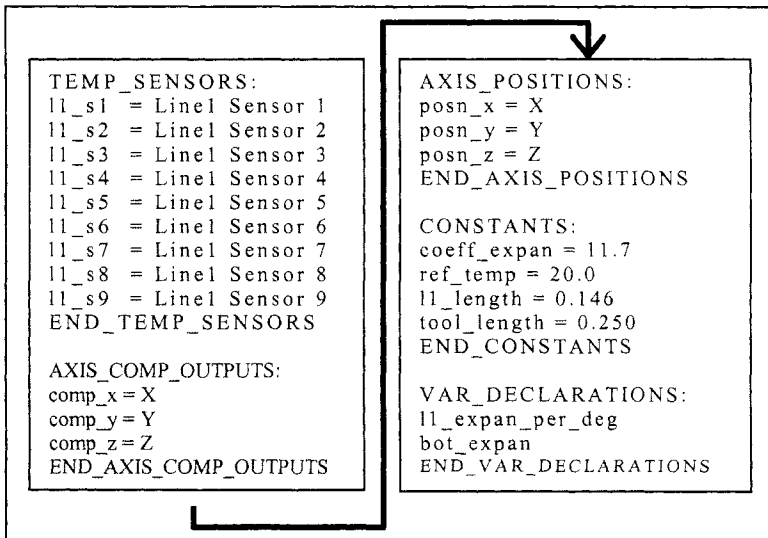 TEMP_SENSORS:
l1_s1 = Line1 Sensor 1
l1_s2 = Line1 Sensor 2
l1_s3 = Line1 Sensor 3
l1_s4 = Line1 Sensor 4
l1_s5 = Line1 Sensor 5
l1_s6 = Line1 Sensor 6
l1_s7 = Line1 Sensor 7
l1_s8 = Line1 Sensor 8
l1_s9 = Line1 Sensor 9
END_TEMP_SENSORS
AXIS_COMP_OUTPUTS:
comp_x = X
comp_y = Y
comp_z = Z
END_AXIS_COMP_OUTPUTS
AXIS_POSITIONS:
posn_x = X
posn_y = Y
posn_z = Z
END_AXIS_POSITIONS
CONSTANTS:
coeff_expan = 11.7
ref_temp = 20.0
l1_length = 0.146
tool_length = 0.250
END_CONSTANTS
VAR_DECLARATIONS:
l1_expan_per_deg
bot_expan
END_VAR_DECLARATIONS